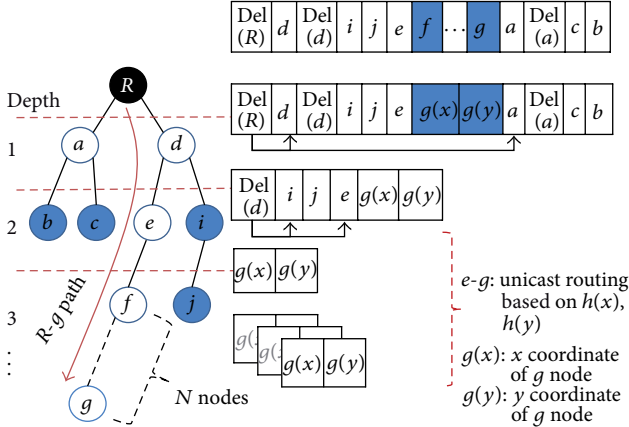 Del (R) d Del (d) i j e f … g a Del (a) c b
R
Depth
Del (R) d Del (d) i j e g(x) g(y) a Del (a) c b
1
a
d
Del (d) i j e g(x) g(y)
2
b
c
e
i
g(x) g(y)
e-g: unicast routing
based on h(x),
h(y)
3
f
j
R-g path
g(x) g(y)
g(x): x coordinate
of g node
g(y): y coordinate
of g node
N nodes
g